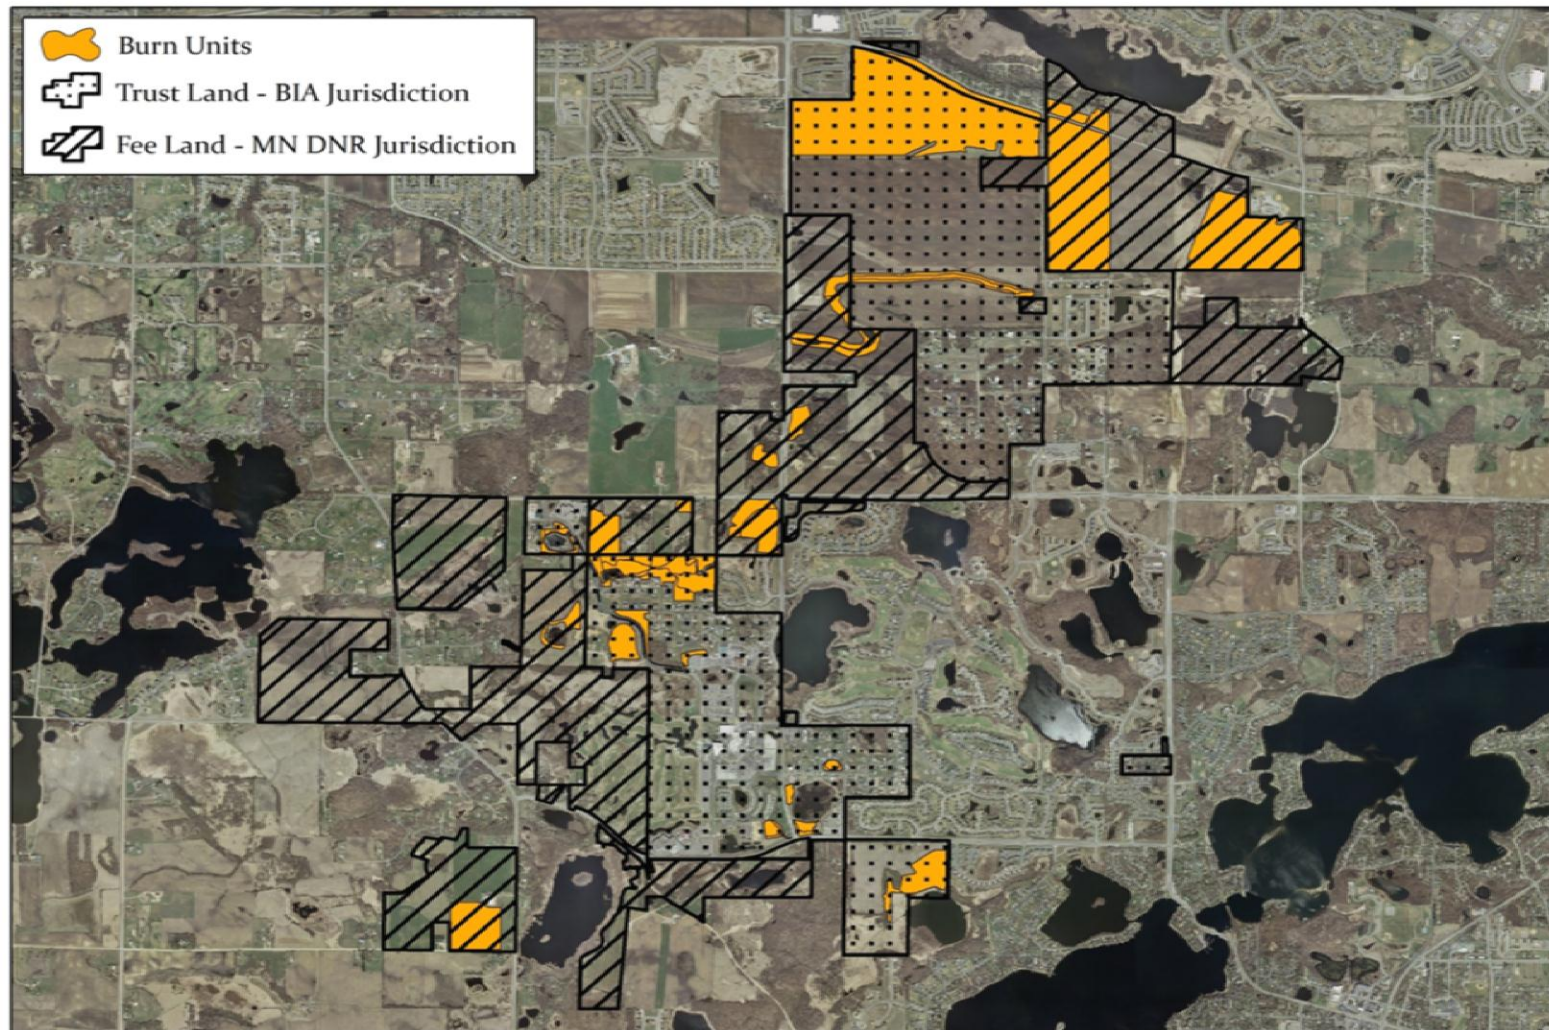 Burn Units
Trust Land - BIA Jurisdiction
Fee Land - MN DNR Jurisdiction